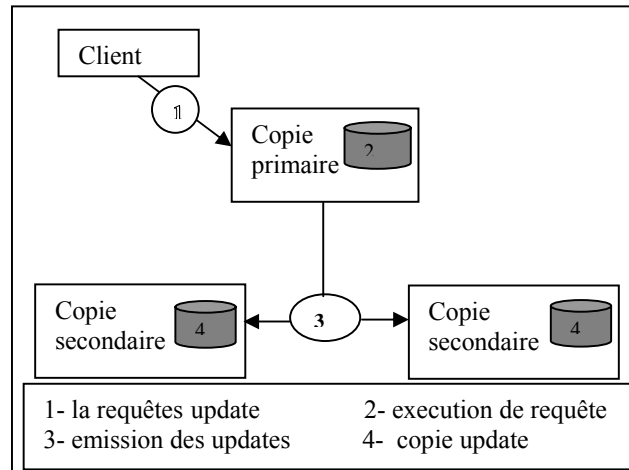 Client
1
Copie
primaire
2
Copie
secondaire
4
3
Copie
secondaire
4
1- la requêtes update
2- execution de requête
3- emission des updates
4- copie update